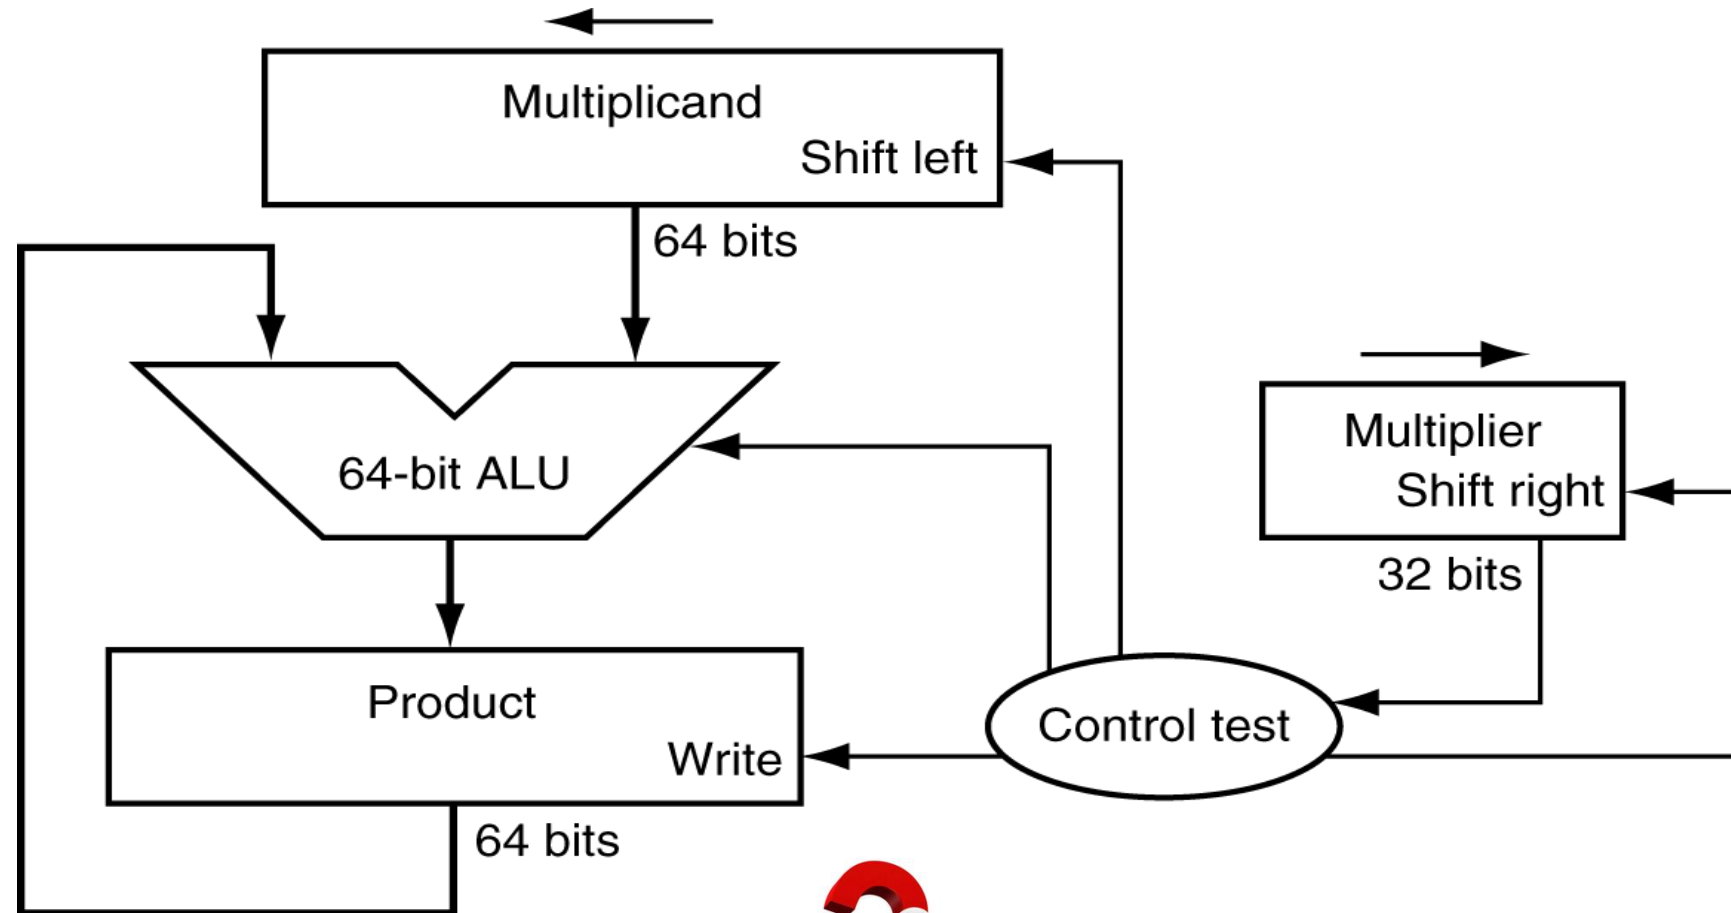 Multiplicand
Shift left
64 bits
64-bit ALU
Multiplier
Shift right
32 bits
Product
Write
Control test
64 bits